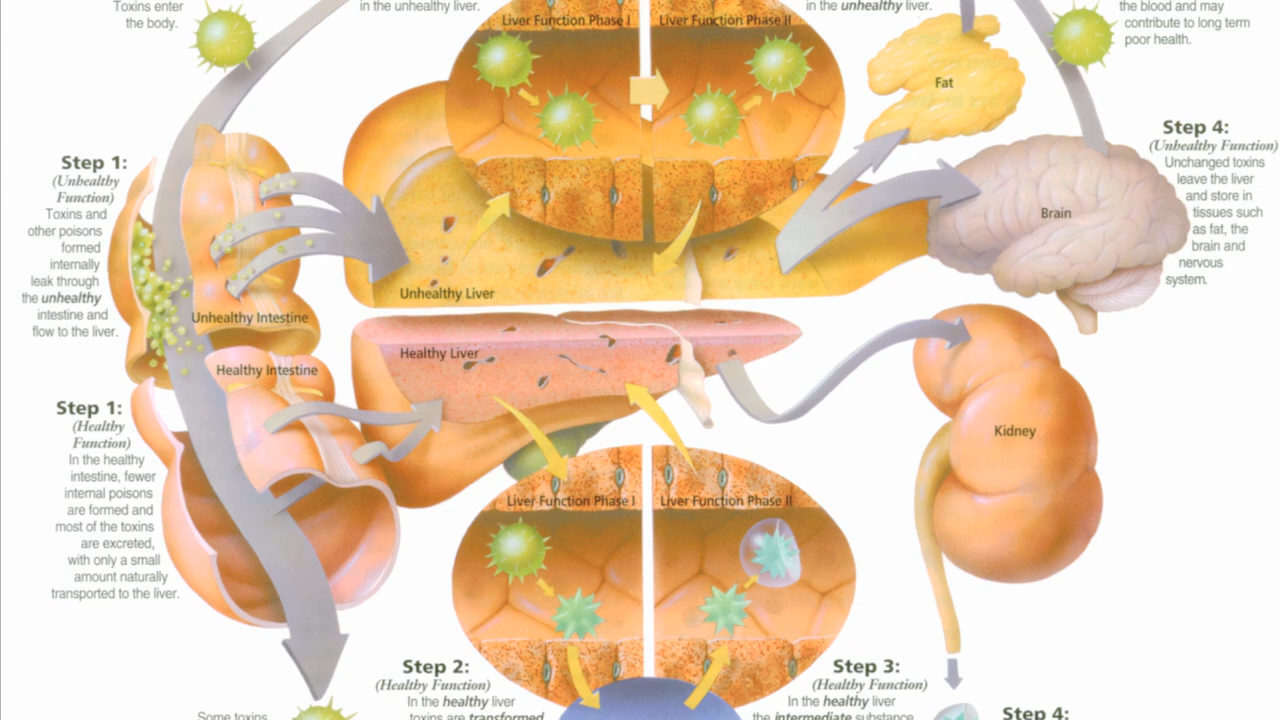 Toxins enter
the body.
in the unhealthy liver.
Liver Function Phase I
Liver Function Phase II
in the unhealthy liver.
the blood and may
contribute to long term
poor health.
Fat
Step 1:
(Unhealthy
Function)
Toxins and
other poisons
formed
internally
leak through
the unhealthy
intestine and
flow to the liver.
Step 4:
(Unhealthy Function)
Unchanged toxins
leave the liver
and store in
tissues such
as fat, the
brain and
nervous
system.
Brain
Unhealthy Liver
Unhealthy Intestine
Healthy Liver
Healthy Intestine
Step 1:
(Healthy
Function)
In the healthy
intestine, fewer
internal poisons
are formed and
most of the toxins
are excreted,
with only a small
amount naturally
transported to the liver.
Kidney
Liver Function Phase I
Liver Function Phase II
Step 2:
(Healthy Function)
In the healthy liver
toxins are transformed
Step 3:
(Healthy Function)
In the healthy liver
the intermediate substance
Some toxins
Step 4: